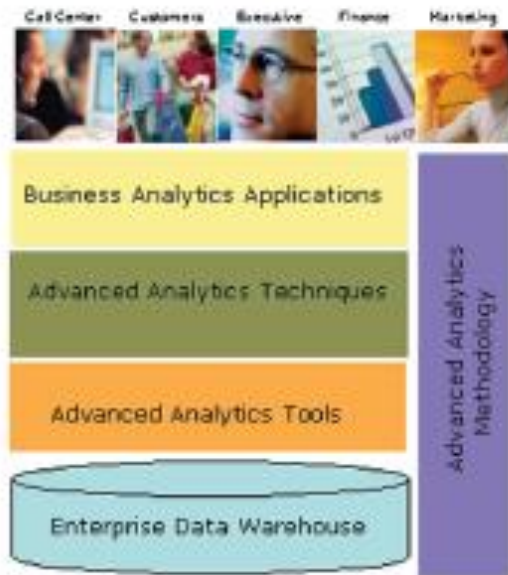 Call Center Customers Executive Finance Marketing
Business Analytics Applications
Advanced Analytics Techniques
Advanced Analytics Tools
Enterprise Data Warehouse
Advanced Analytics
Methodology